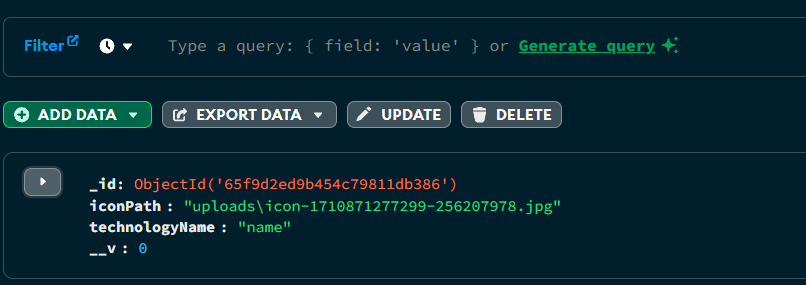 Filter Type a query: { field: 'value' } or Generate query
ADD DATA EXPORT DATA UPDATE DELETE
_id: ObjectId('65f9d2ed9b454c79811db386')
iconPath : "uploads\icon-1710871277299-256207978.jpg"
technologyName : "name"
__v : 0